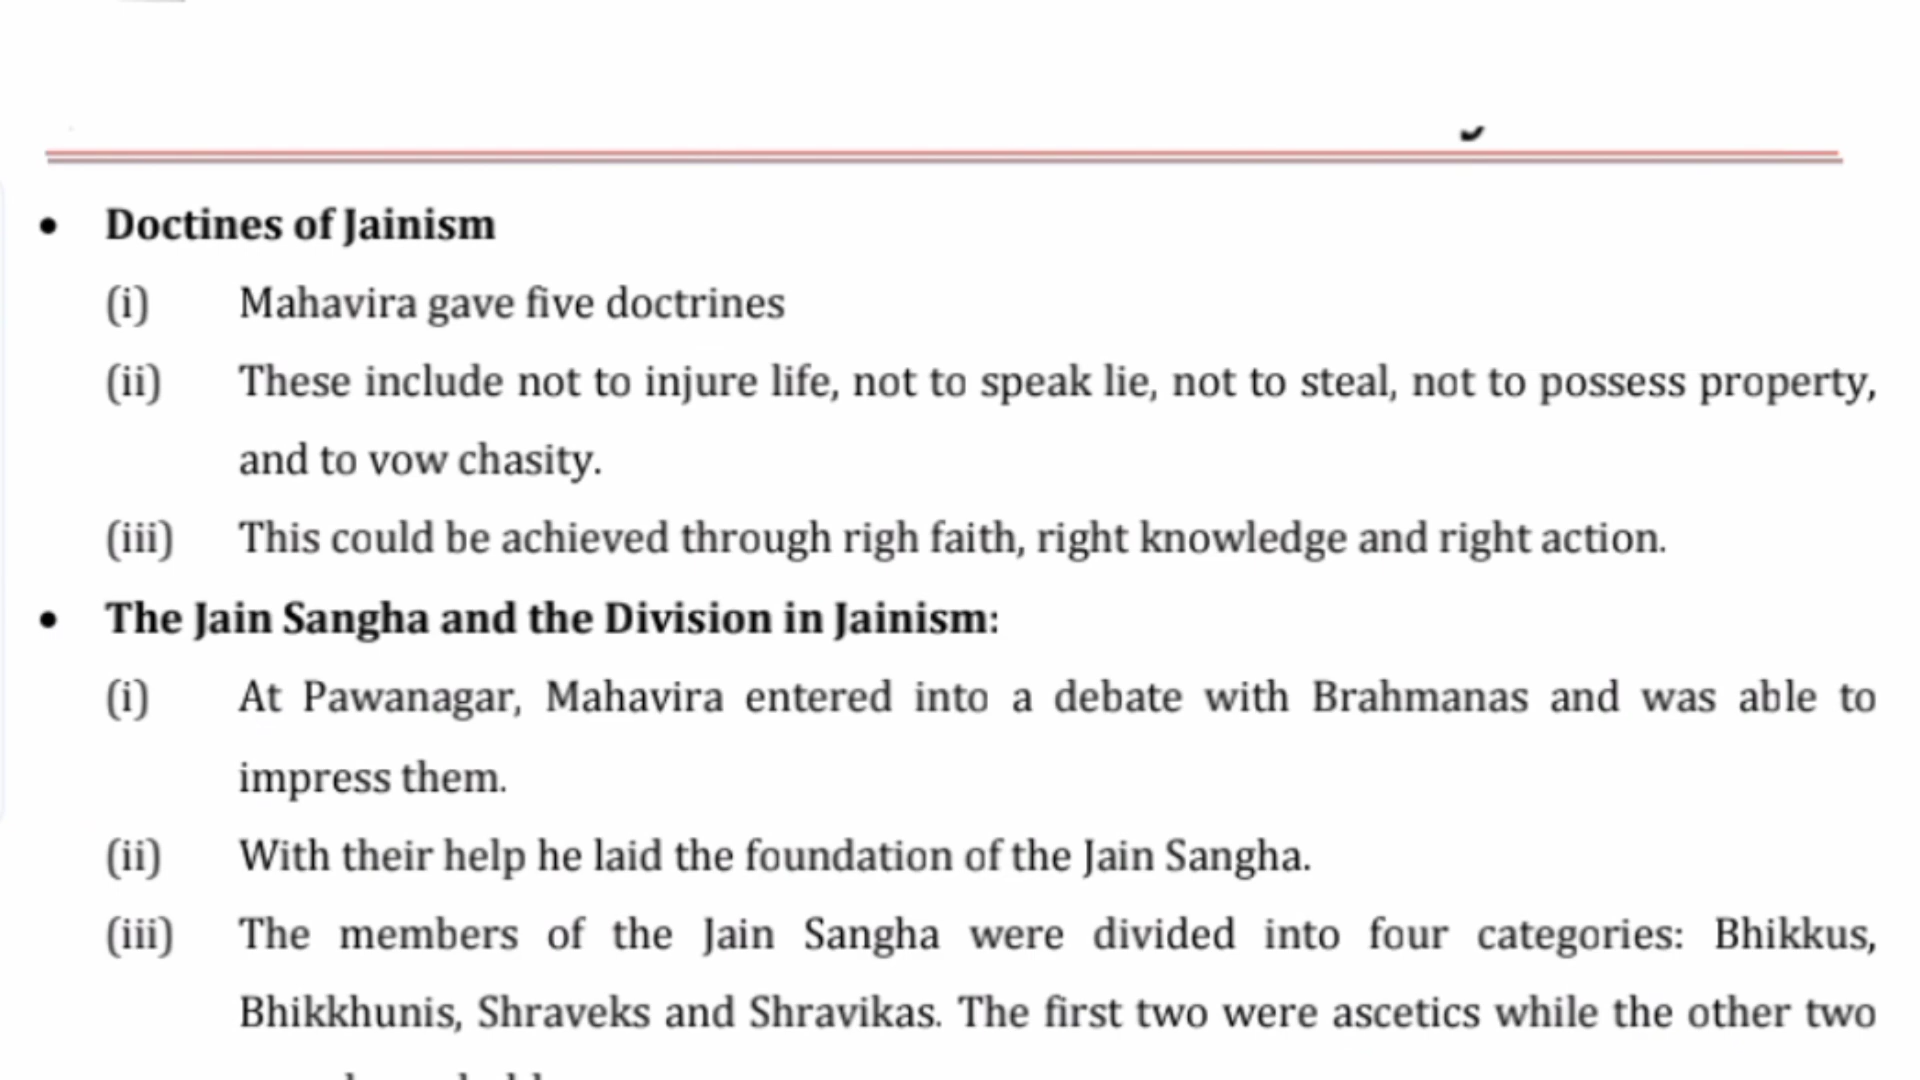 • Doctines of Jainism
(i) Mahavira gave five doctrines
(ii) These include not to injure life, not to speak lie, not to steal, not to possess property,
and to vow chasity.
(iii) This could be achieved through righ faith, right knowledge and right action.
• The Jain Sangha and the Division in Jainism:
(i) At Pawanagar, Mahavira entered into a debate with Brahmanas and was able to
impress them.
(ii) With their help he laid the foundation of the Jain Sangha.
(iii) The members of the Jain Sangha were divided into four categories: Bhikkus,
Bhikkhunis, Shraveks and Shravikas. The first two were ascetics while the other two